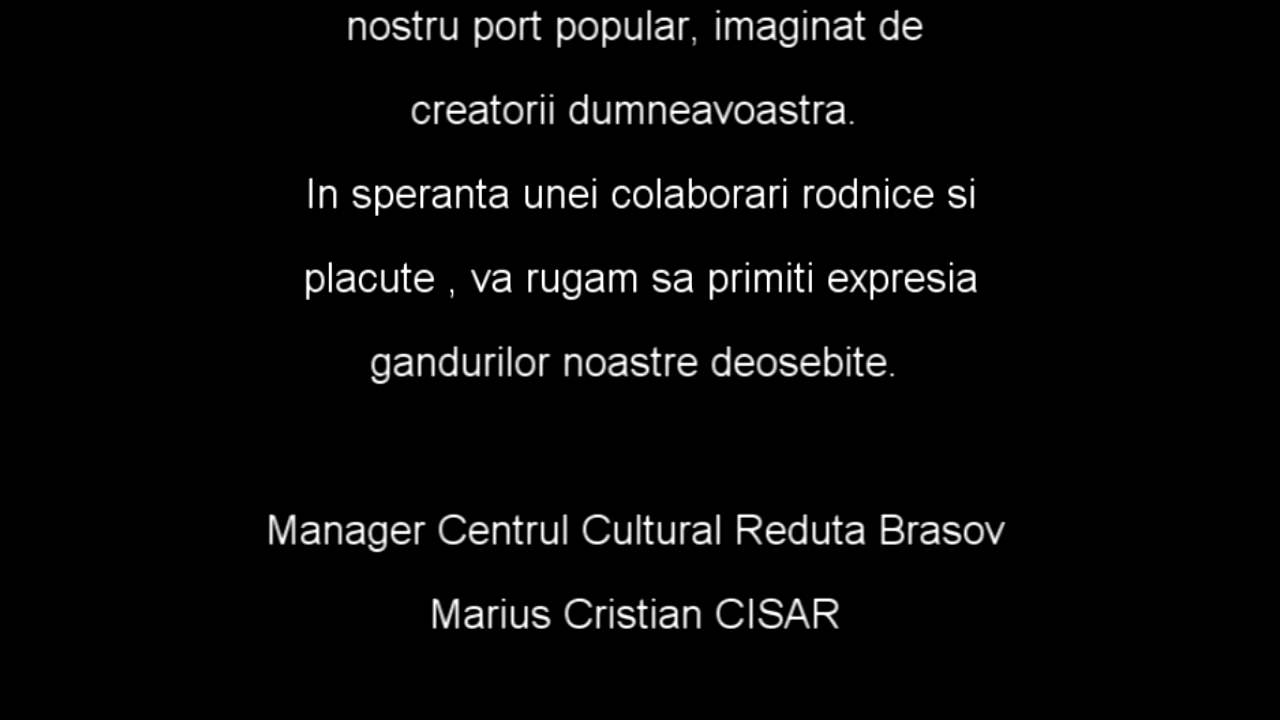 nostru port popular, imaginat de
creatorii dumneavoastra.
In speranta unei colaborari rodnice si
placute , va rugam sa primiti expresia
gandurilor noastre deosebite.
Manager Centrul Cultural Reduta Brasov
Marius Cristian CISAR